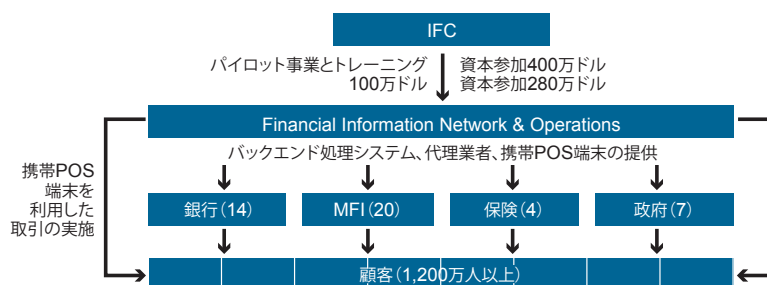 IFC
パイロット事業とトレーニング
100万ドル
資本参加400万ドル
資本参加280万ドル
Financial Information Network & Operations
バックエンド処理システム、代理業者、携帯POS端末の提供
携帯POS
端末を
利用した
取引の実施
銀行(14)
MFI(20)
保険(4)
政府(7)
顧客(1,200万人以上)